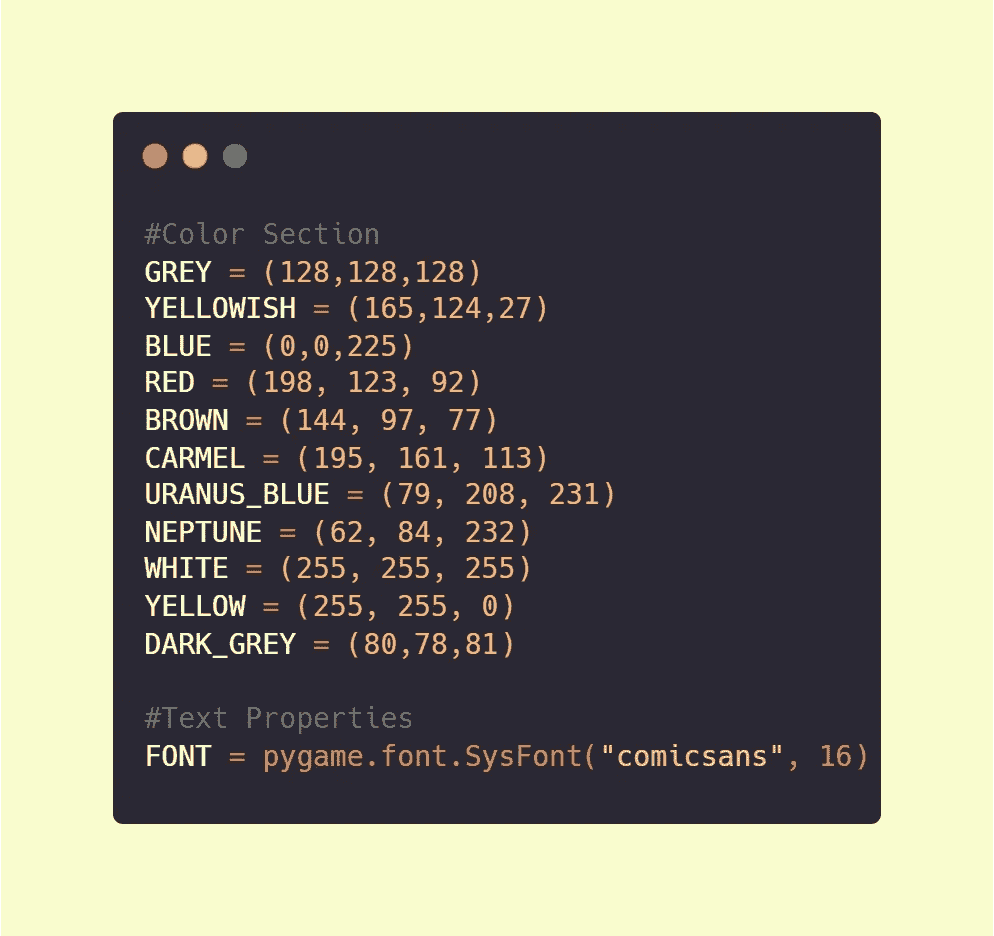 #Color Section
GREY = (128,128,128)
YELLOWISH = (165,124,27)
BLUE = (0,0,225)
RED = (198, 123, 92)
BROWN = (144, 97, 77)
CARMEL = (195, 161, 113)
URANUS_BLUE = (79, 208, 231)
NEPTUNE = (62, 84, 232)
WHITE = (255, 255, 255)
YELLOW = (255, 255, 0)
DARK_GREY = (80,78,81)
#Text Properties
FONT = pygame.font.SysFont("comicsans", 16)